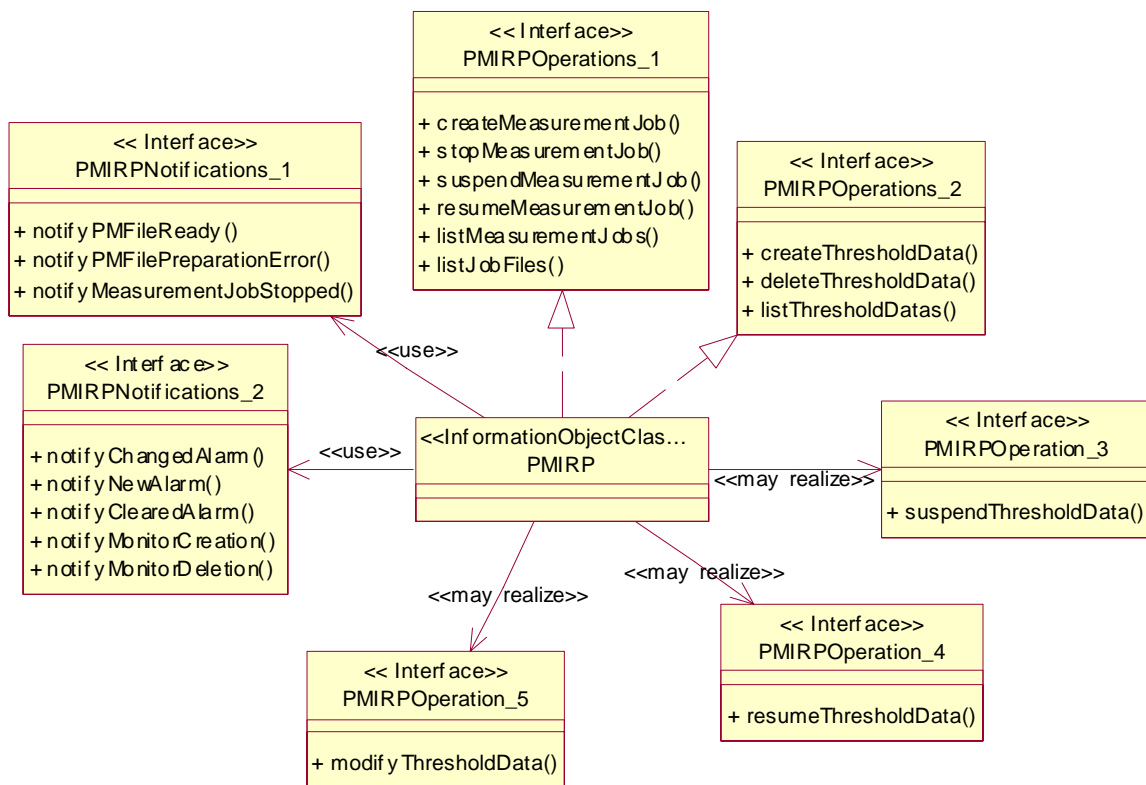 << Interface>>
PMIRPOperations_1
+ createMeasurementJob()
+ stopMeasurementJob()
+ suspendMeasurementJob()
+ resumeMeasurementJob()
+ listMeasurementJobs()
+ listJobFiles()
<< Interface>>
PMIRPNotifications_1
+ notifyPMFileReady()
+ notifyPMFilePreparationError()
+ notifyMeasurementJobStopped()
<< Interface>>
PMIRPOperations_2
+ createThresholdData()
+ deleteThresholdData()
+ listThresholdDatas()
<<use>>
<< Interface>>
PMIRPNotifications_2
+ notifyChangedAlarm()
+ notifyNewAlarm()
+ notifyClearedAlarm()
+ notifyMonitorCreation()
+ notifyMonitorDeletion()
<<use>>
<<InformationObjectClas...
PMIRP
<<may realize>>
<< Interface>>
PMIRPOperation_3
+ suspendThresholdData()
<<may realize>>
<<may realize>>
<< Interface>>
PMIRPOperation_4
+ resumeThresholdData()
<< Interface>>
PMIRPOperation_5
+ modifyThresholdData()